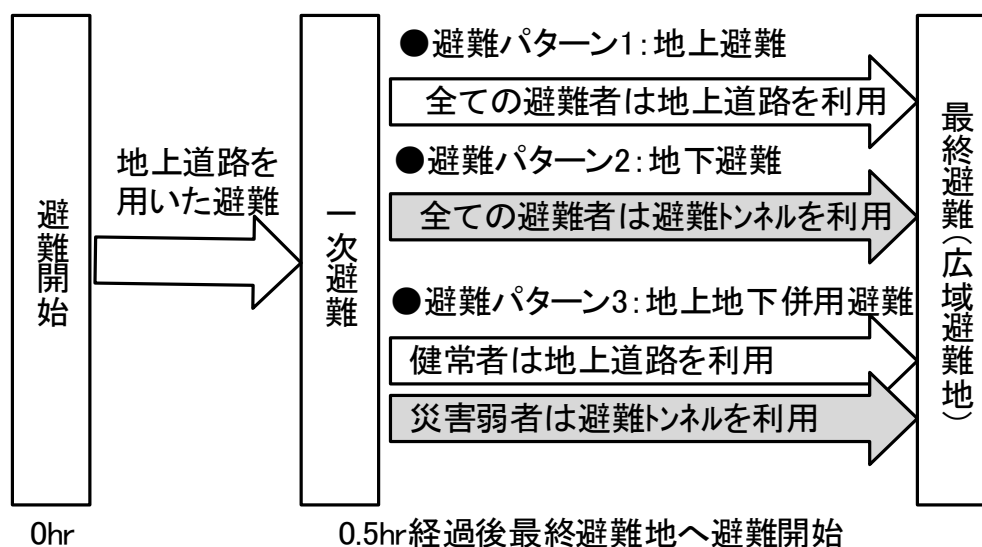 避難開始
地上道路を
用いた避難
一次避難
●避難パターン1:地上避難
全ての避難者は地上道路を利用
●避難パターン2:地下避難
全ての避難者は避難トンネルを利用
●避難パターン3:地上地下併用避難
健常者は地上道路を利用
災害弱者は避難トンネルを利用
最終避難(広域避難地)
0hr
0.5hr経過後最終避難地へ避難開始